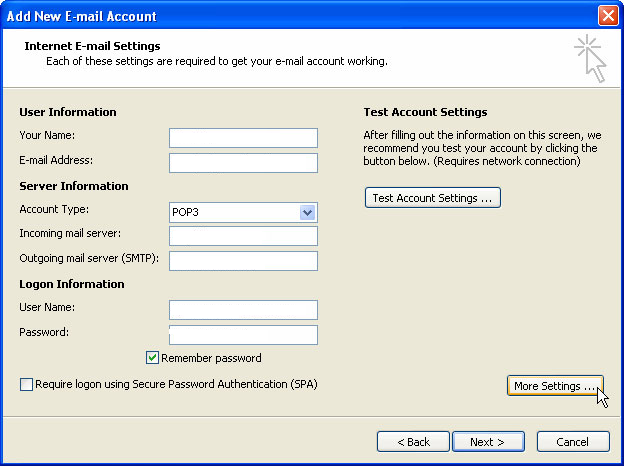 Add New E-mail Account
Internet E-mail Settings
Each of these settings are required to get your e-mail account working.
User Information
Your Name:
E-mail Address:
Server Information
Account Type:
POP3
Incoming mail server:
Outgoing mail server (SMTP):
Logon Information
User Name:
Password:
Remember password
Require logon using Secure Password Authentication (SPA)
Test Account Settings
After filling out the information on this screen, we
recommend you test your account by clicking the
button below. (Requires network connection)
Test Account Settings ...
More Settings ...
< Back
Next >
Cancel